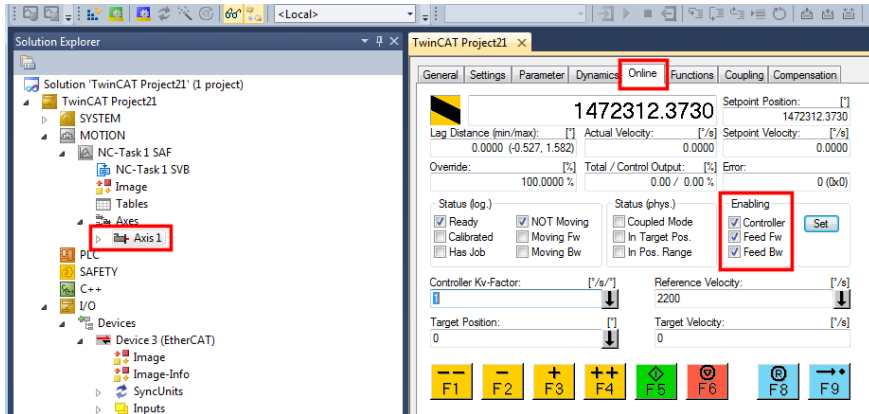 <Local>
Solution Explorer
TwinCAT Project21
Solution 'TwinCAT Project21' (1 project)
TwinCAT Project21
SYSTEM
MOTION
NC-Task 1 SAF
NC-Task 1 SVB
Image
Tables
Axes
Axis 1
PLC
SAFETY
C++
I/O
Devices
Device 3 (EtherCAT)
Image
Image-Info
SyncUnits
Inputs
General Settings Parameter Dynamics Online Functions Coupling Compensation
1472312.3730
Setpoint Position: [°]
1472312.3730
Lag Distance (min/max): [°] Actual Velocity: [°/s] Setpoint Velocity: [°/s]
0.0000 (-0.527, 1.582) 0.0000 0.0000
Override: [%] Total / Control Output: [%] Error:
100.0000 % 0.00 / 0.00 % 0 (0x0)
Status (log.) Status (phys.) Enabling
Ready NOT Moving Coupled Mode Controller Set
Calibrated Moving Fw In Target Pos. Feed Fw
Has Job Moving Bw In Pos. Range Feed Bw
Controller Kv-Factor: [°/s/°] Reference Velocity: [°/s]
1 2200
Target Position: [°] Target Velocity: [°/s]
0 0
-- - + ++ R
F1 F2 F3 F4 F5 F6 F8 F9